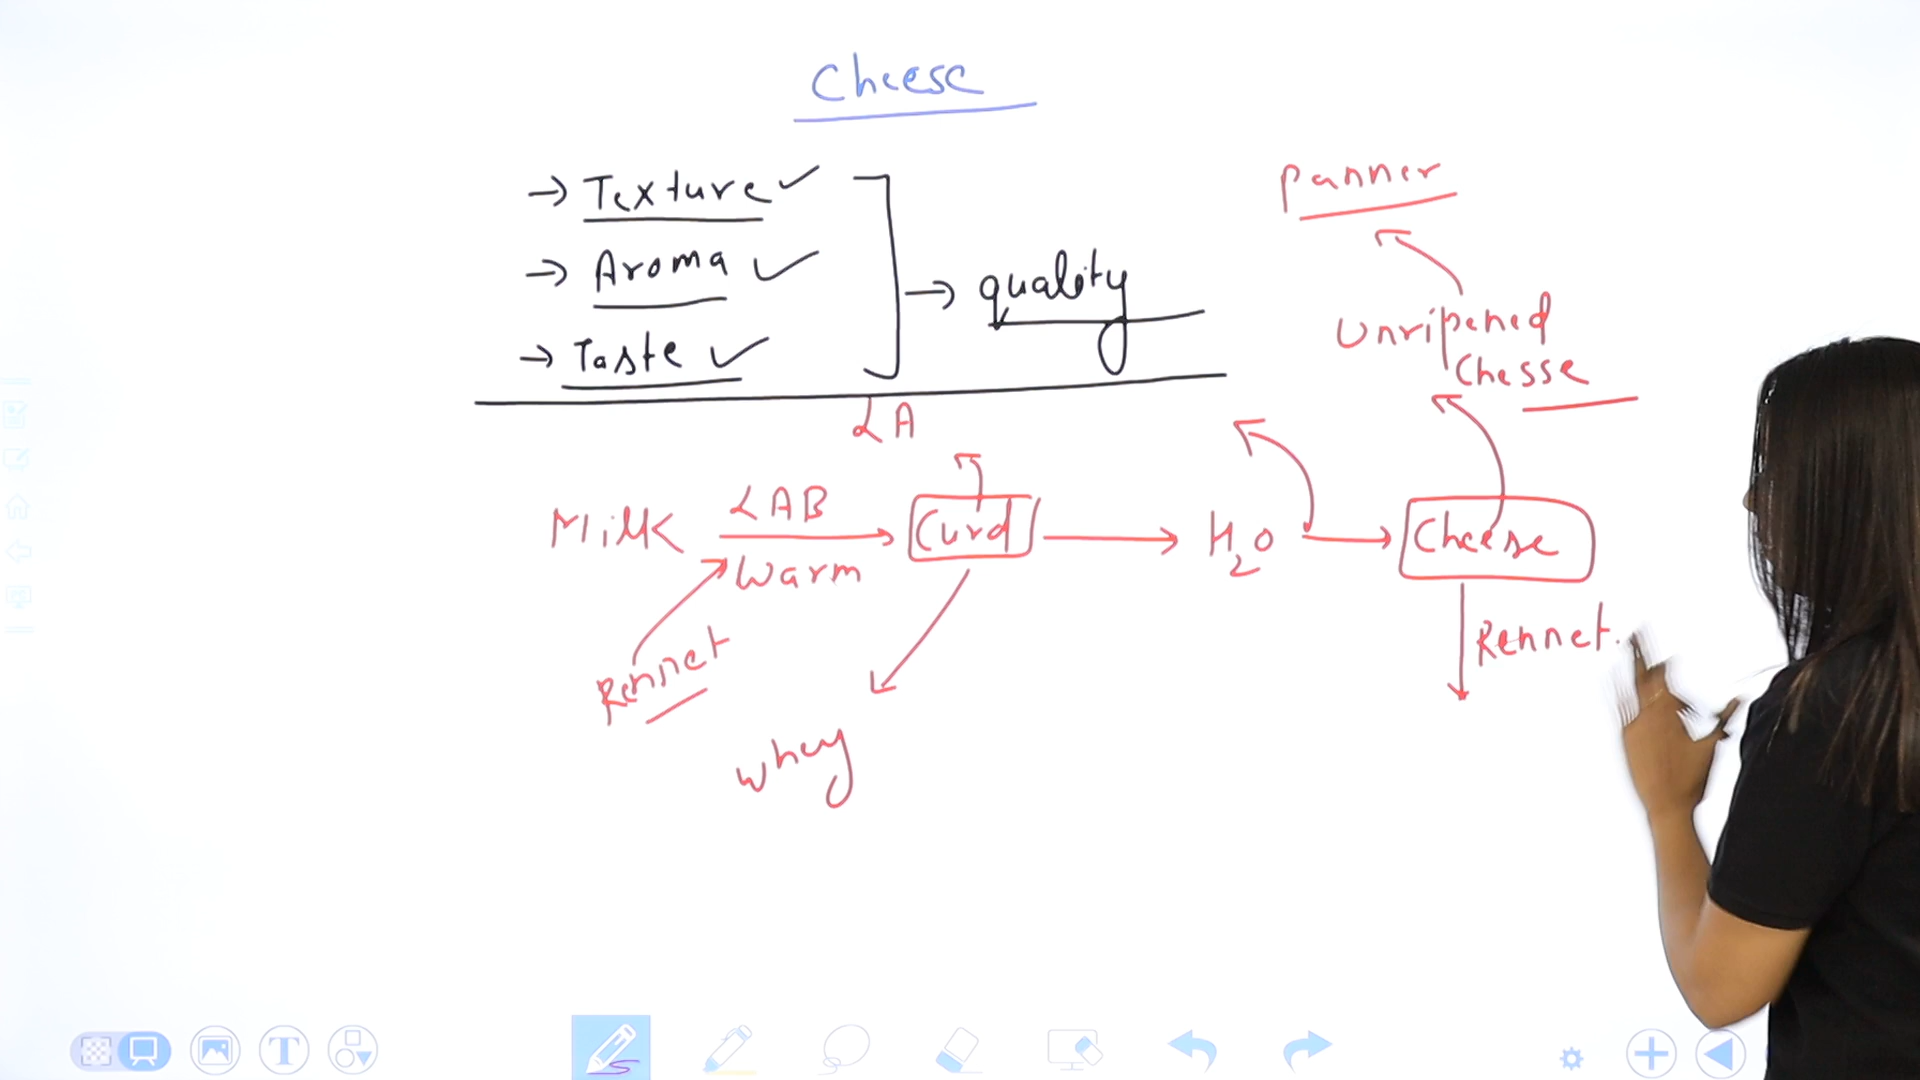 Cheese
→ Texture ✓
→ Aroma ✓
→ Taste ✓
→ quality
Panner
Unripened
Chesse
LA
Milk LAB Curd → H2O → Cheese
Warm
Rennet
Rennet.
whey
T